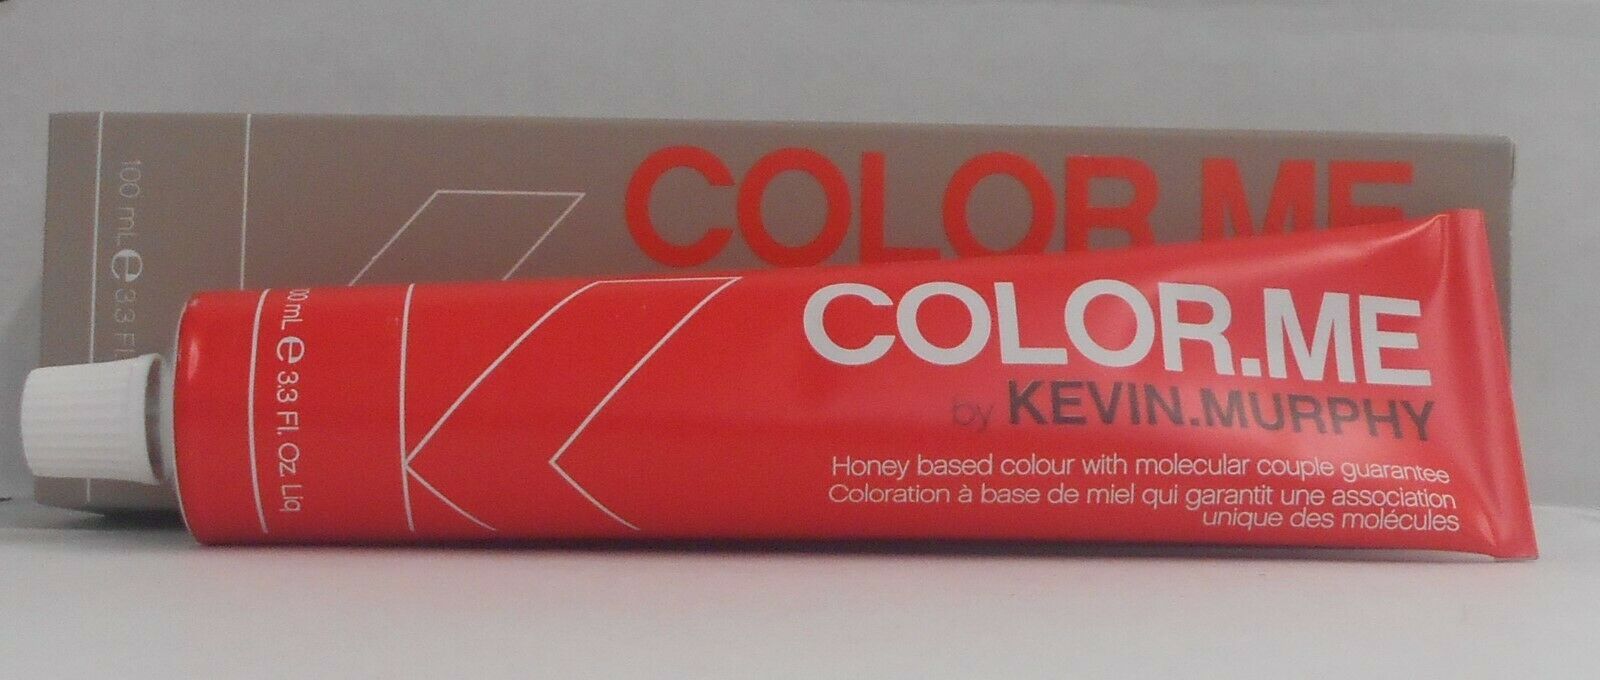 100 mL e 3.3 Fl.
COLOR.ME
00 mL e 3.3 Fl. Oz. Liq
COLOR.ME
by KEVIN.MURPHY
Honey based colour with molecular couple guarantee
Coloration à base de miel qui garantit une association
unique des molécules